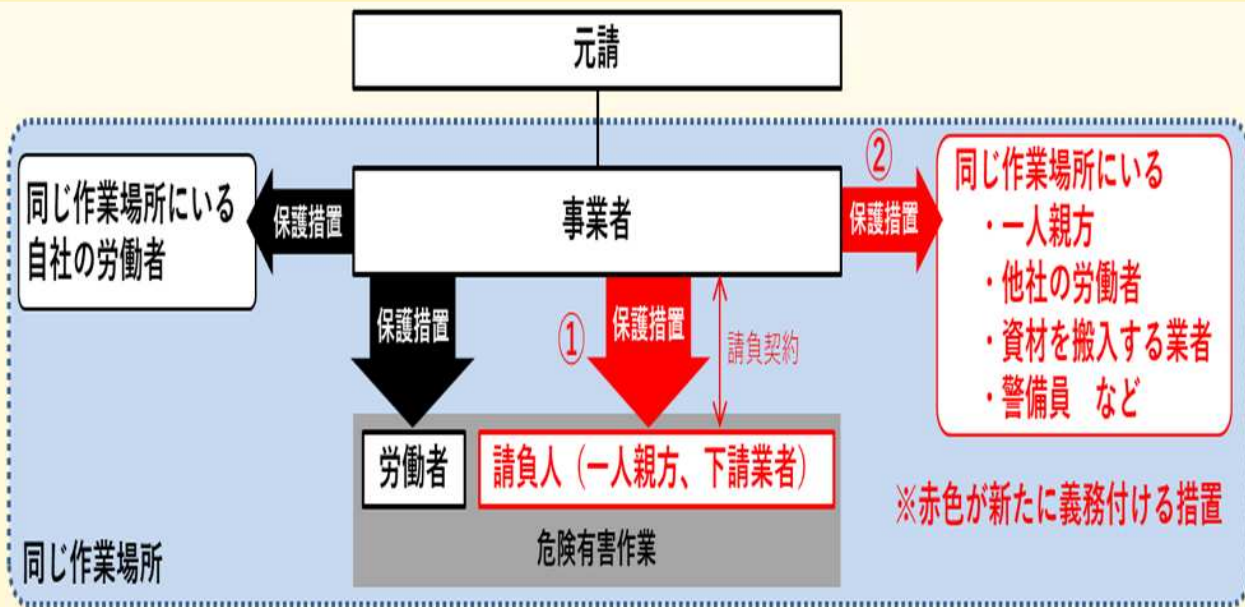 元請
事業者
同じ作業場所にいる
自社の労働者
保護措置
保護措置
①
保護措置
請負契約
②
保護措置
同じ作業場所にいる
・一人親方
・他社の労働者
・資材を搬入する業者
・警備員　など
労働者
請負人（一人親方、下請業者）
危険有害作業
※赤色が新たに義務付ける措置
同じ作業場所